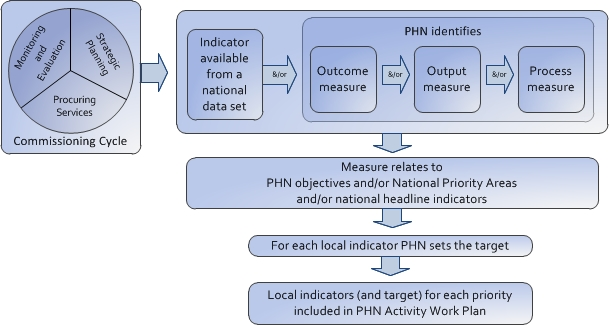 Monitoring
and
Evaluation
Strategic
Planning
Procuring
Services
Commissioning Cycle
Indicator
available
from a
national
data set
&/or
PHN identifies
Outcome
measure
&/or
Output
measure
&/or
Process
measure
Measure relates to
PHN objectives and/or National Priority Areas
and/or national headline indicators
For each local indicator PHN sets the target
Local indicators (and target) for each priority
included in PHN Activity Work Plan